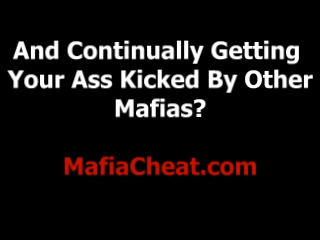 And Continually Getting
Your Ass Kicked By Other
Mafias?
MafiaCheat.com